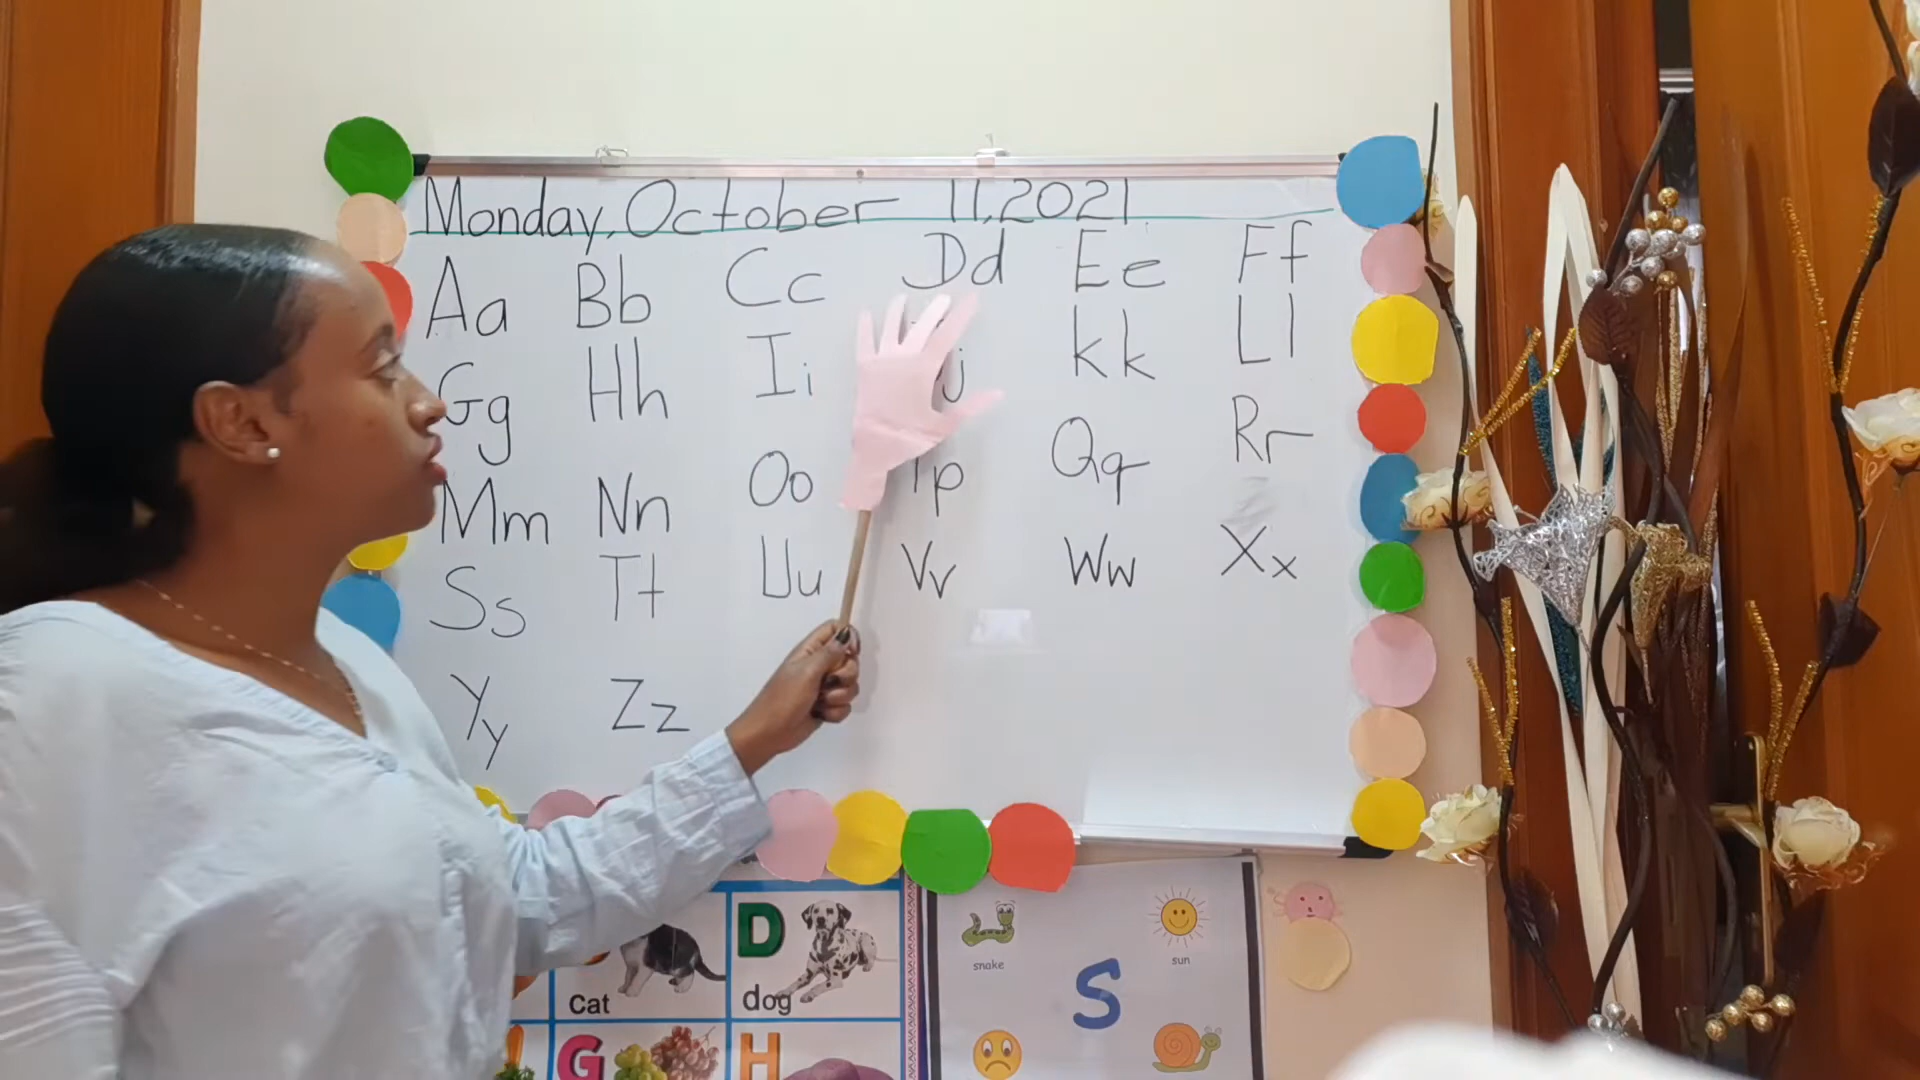 Monday, October 11, 2021
Aa Bb Cc Dd Ee Ff
Gg Hh Ii j kk Ll
Mm Nn Oo p Qq Rr
Ss Tt Uu Vv Ww Xx
Yy Zz
cat
D
dog
G
H
snake
sun
S